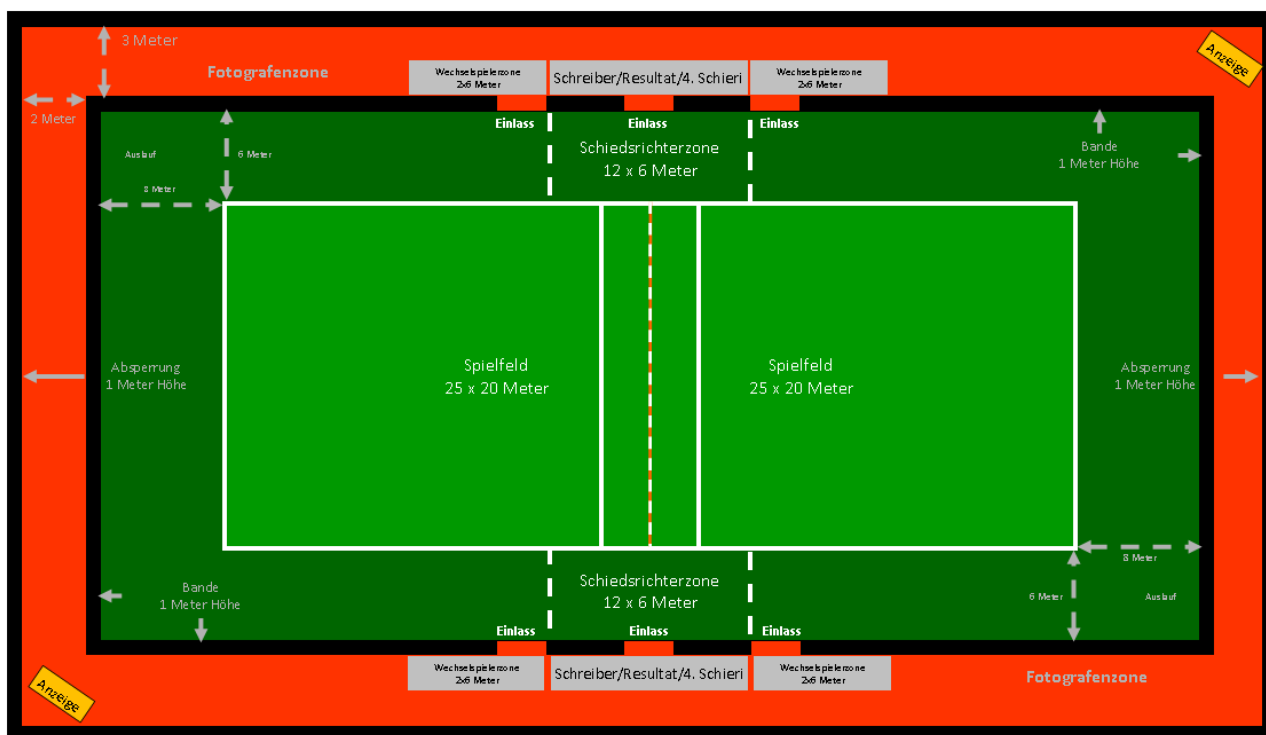 3 Meter
Anzeige
Fotografenzone
Wechselspielerzone
2x6 Meter
Schreiber/Resultat/4. Schieri
Wechselspielerzone
2x6 Meter
2 Meter
Einlass
Einlass
Einlass
Auslauf
6 Meter
Schiedsrichterzone
12 x 6 Meter
Bande
1 Meter Höhe
8 Meter
Absperrung
1 Meter Höhe
Spielfeld
25 x 20 Meter
Spielfeld
25 x 20 Meter
Absperrung
1 Meter Höhe
8 Meter
Bande
1 Meter Höhe
Schiedsrichterzone
12 x 6 Meter
6 Meter
Auslauf
Einlass
Einlass
Einlass
Wechselspielerzone
2x6 Meter
Schreiber/Resultat/4. Schieri
Wechselspielerzone
2x6 Meter
Fotografenzone
Anzeige